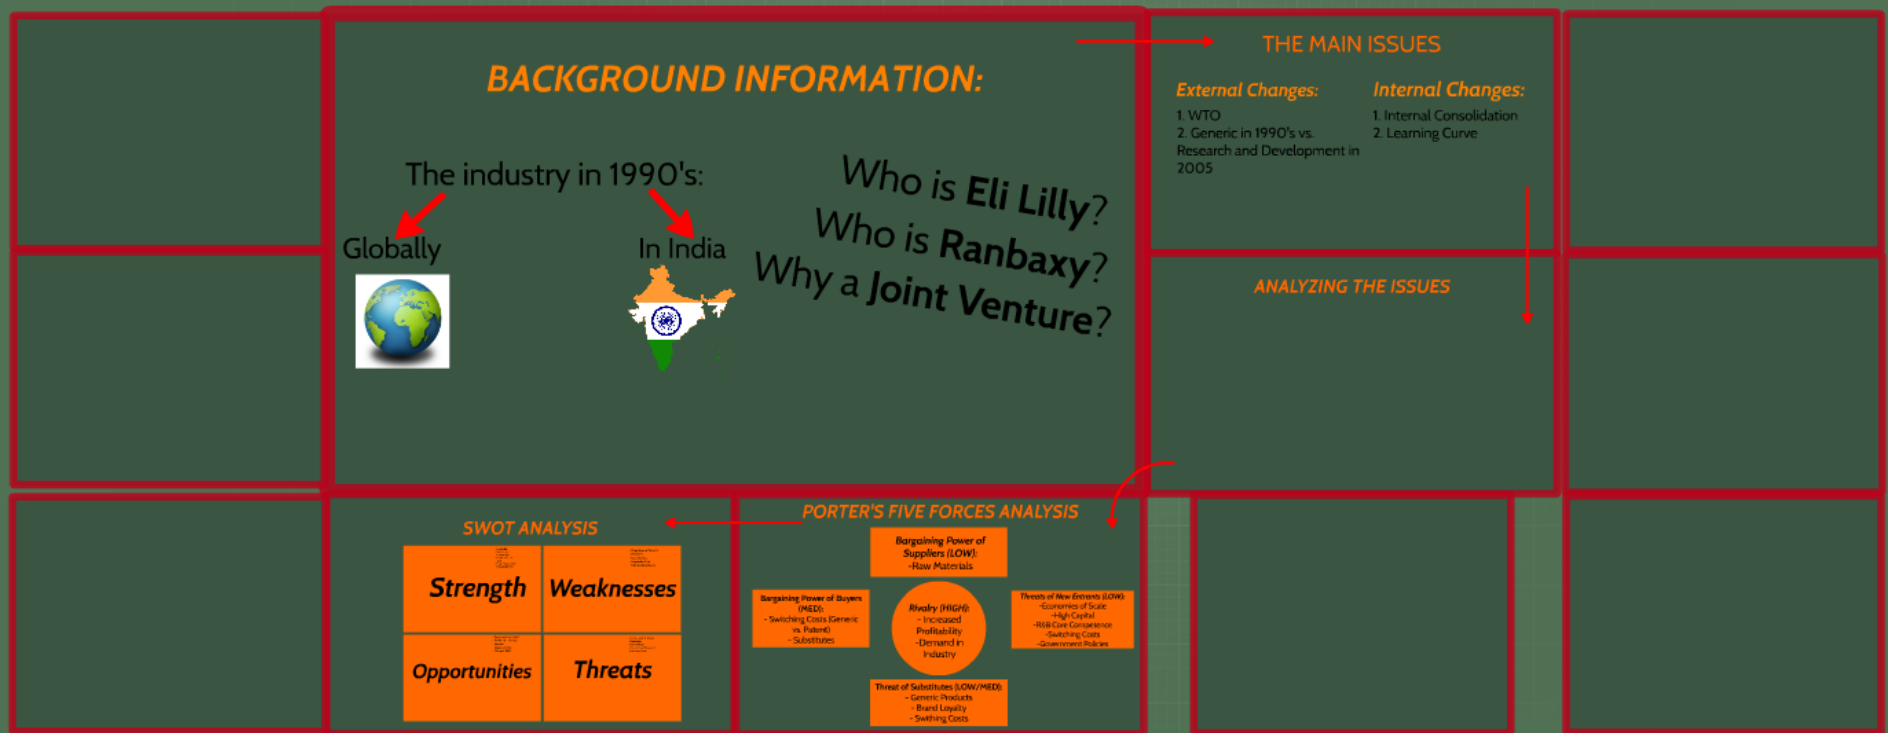 BACKGROUND INFORMATION:
The industry in 1990's:
Globally
In India
Who is Eli Lilly?
Who is Ranbaxy?
Why a Joint Venture?
THE MAIN ISSUES
External Changes:
1. WTO
2. Generic in 1990's vs.
Research and Development in
2005
Internal Changes:
1. Internal Consolidation
2. Learning Curve
ANALYZING THE ISSUES
PORTER'S FIVE FORCES ANALYSIS
Bargaining Power of
Suppliers (LOW):
-Raw Materials
Bargaining Power of Buyers
(MED):
- Switching Costs (Generic
vs. Patent)
- Substitutes
Rivalry (HIGH):
- Increased
Profitability
-Demand in
Industry
Threats of New Entrants (LOW):
-Economies of Scale
-High Capital
-R&B Core Competence
-Switching Costs
-Government Policies
Threat of Substitutes (LOW/MED):
- Generic Products
- Brand Loyalty
- Swithing Costs
SWOT ANALYSIS
Strength
Weaknesses
Opportunities
Threats